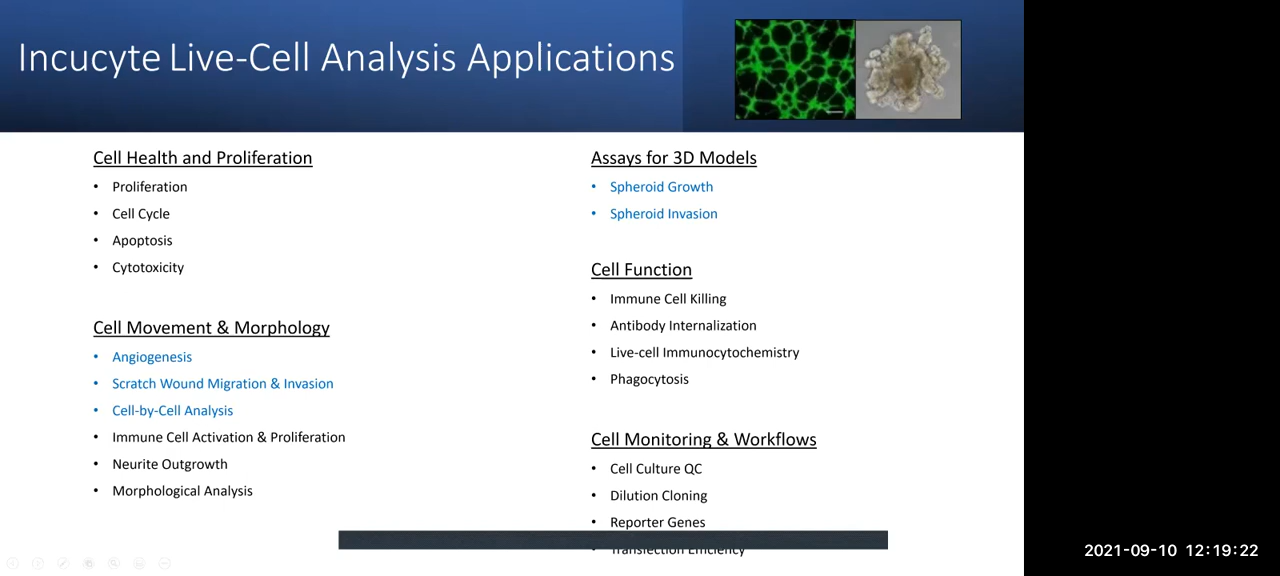 Incucyte Live-Cell Analysis Applications
Cell Health and Proliferation
• Proliferation
• Cell Cycle
• Apoptosis
• Cytotoxicity
Cell Movement & Morphology
• Angiogenesis
• Scratch Wound Migration & Invasion
• Cell-by-Cell Analysis
• Immune Cell Activation & Proliferation
• Neurite Outgrowth
• Morphological Analysis
Assays for 3D Models
• Spheroid Growth
• Spheroid Invasion
Cell Function
• Immune Cell Killing
• Antibody Internalization
• Live-cell Immunocytochemistry
• Phagocytosis
Cell Monitoring & Workflows
• Cell Culture QC
• Dilution Cloning
• Reporter Genes
• Transfection Efficiency
2021-09-10 12:19:22